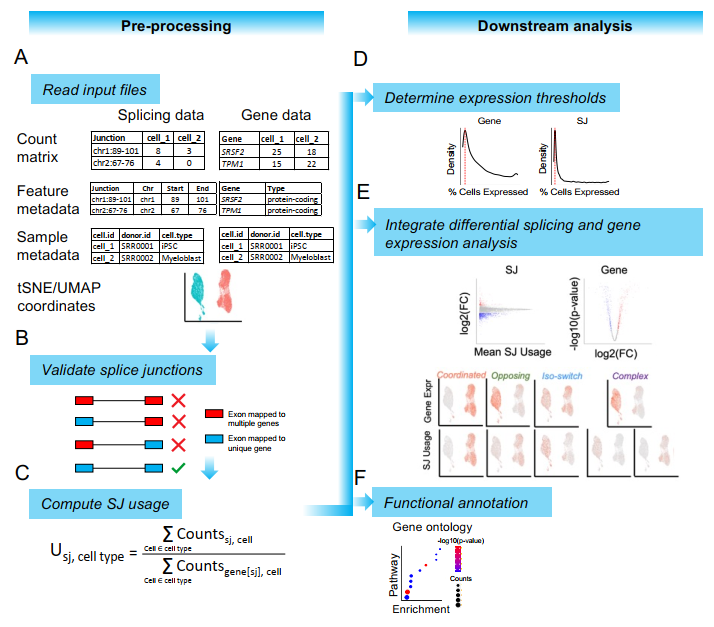 Pre-processing
A
Read input files
Splicing data
Gene data
Count
matrix
Junction cell_1 cell_2
chr1:89-101 8 3
chr2:67-76 4 0
Gene cell_1 cell_2
SRSF2 25 18
TPM1 15 22
Feature
metadata
Junction Chr Start End
chr1:89-101 chr1 89 101
chr2:67-76 chr2 67 76
Gene Type
SRSF2 protein-coding
TPM1 protein-coding
Sample
metadata
cell.id donor.id cell.type
cell_1 SRR0001 iPSC
cell_2 SRR0002 Myeloblast
cell.id donor.id cell.type
cell_1 SRR0001 iPSC
cell_2 SRR0002 Myeloblast
tSNE/UMAP
coordinates
B
Validate splice junctions
Exon mapped to
multiple genes
Exon mapped to
unique gene
C
Compute SJ usage
U sj, cell type = ∑ Counts sj, cell
Cell ∈ cell type
∑ Counts gene[sj], cell
Cell ∈ cell type
Downstream analysis
D
Determine expression thresholds
Gene
Density
% Cells Expressed
SJ
Density
% Cells Expressed
E
Integrate differential splicing and gene
expression analysis
SJ
log2(FC)
Mean SJ Usage
Gene
-log10(p-value)
log2(FC)
Coordinated Opposing Iso-switch Complex
Gene Expr
SJ Usage
F
Functional annotation
Gene ontology
-log10(p-value)
Pathway
Counts
Enrichment